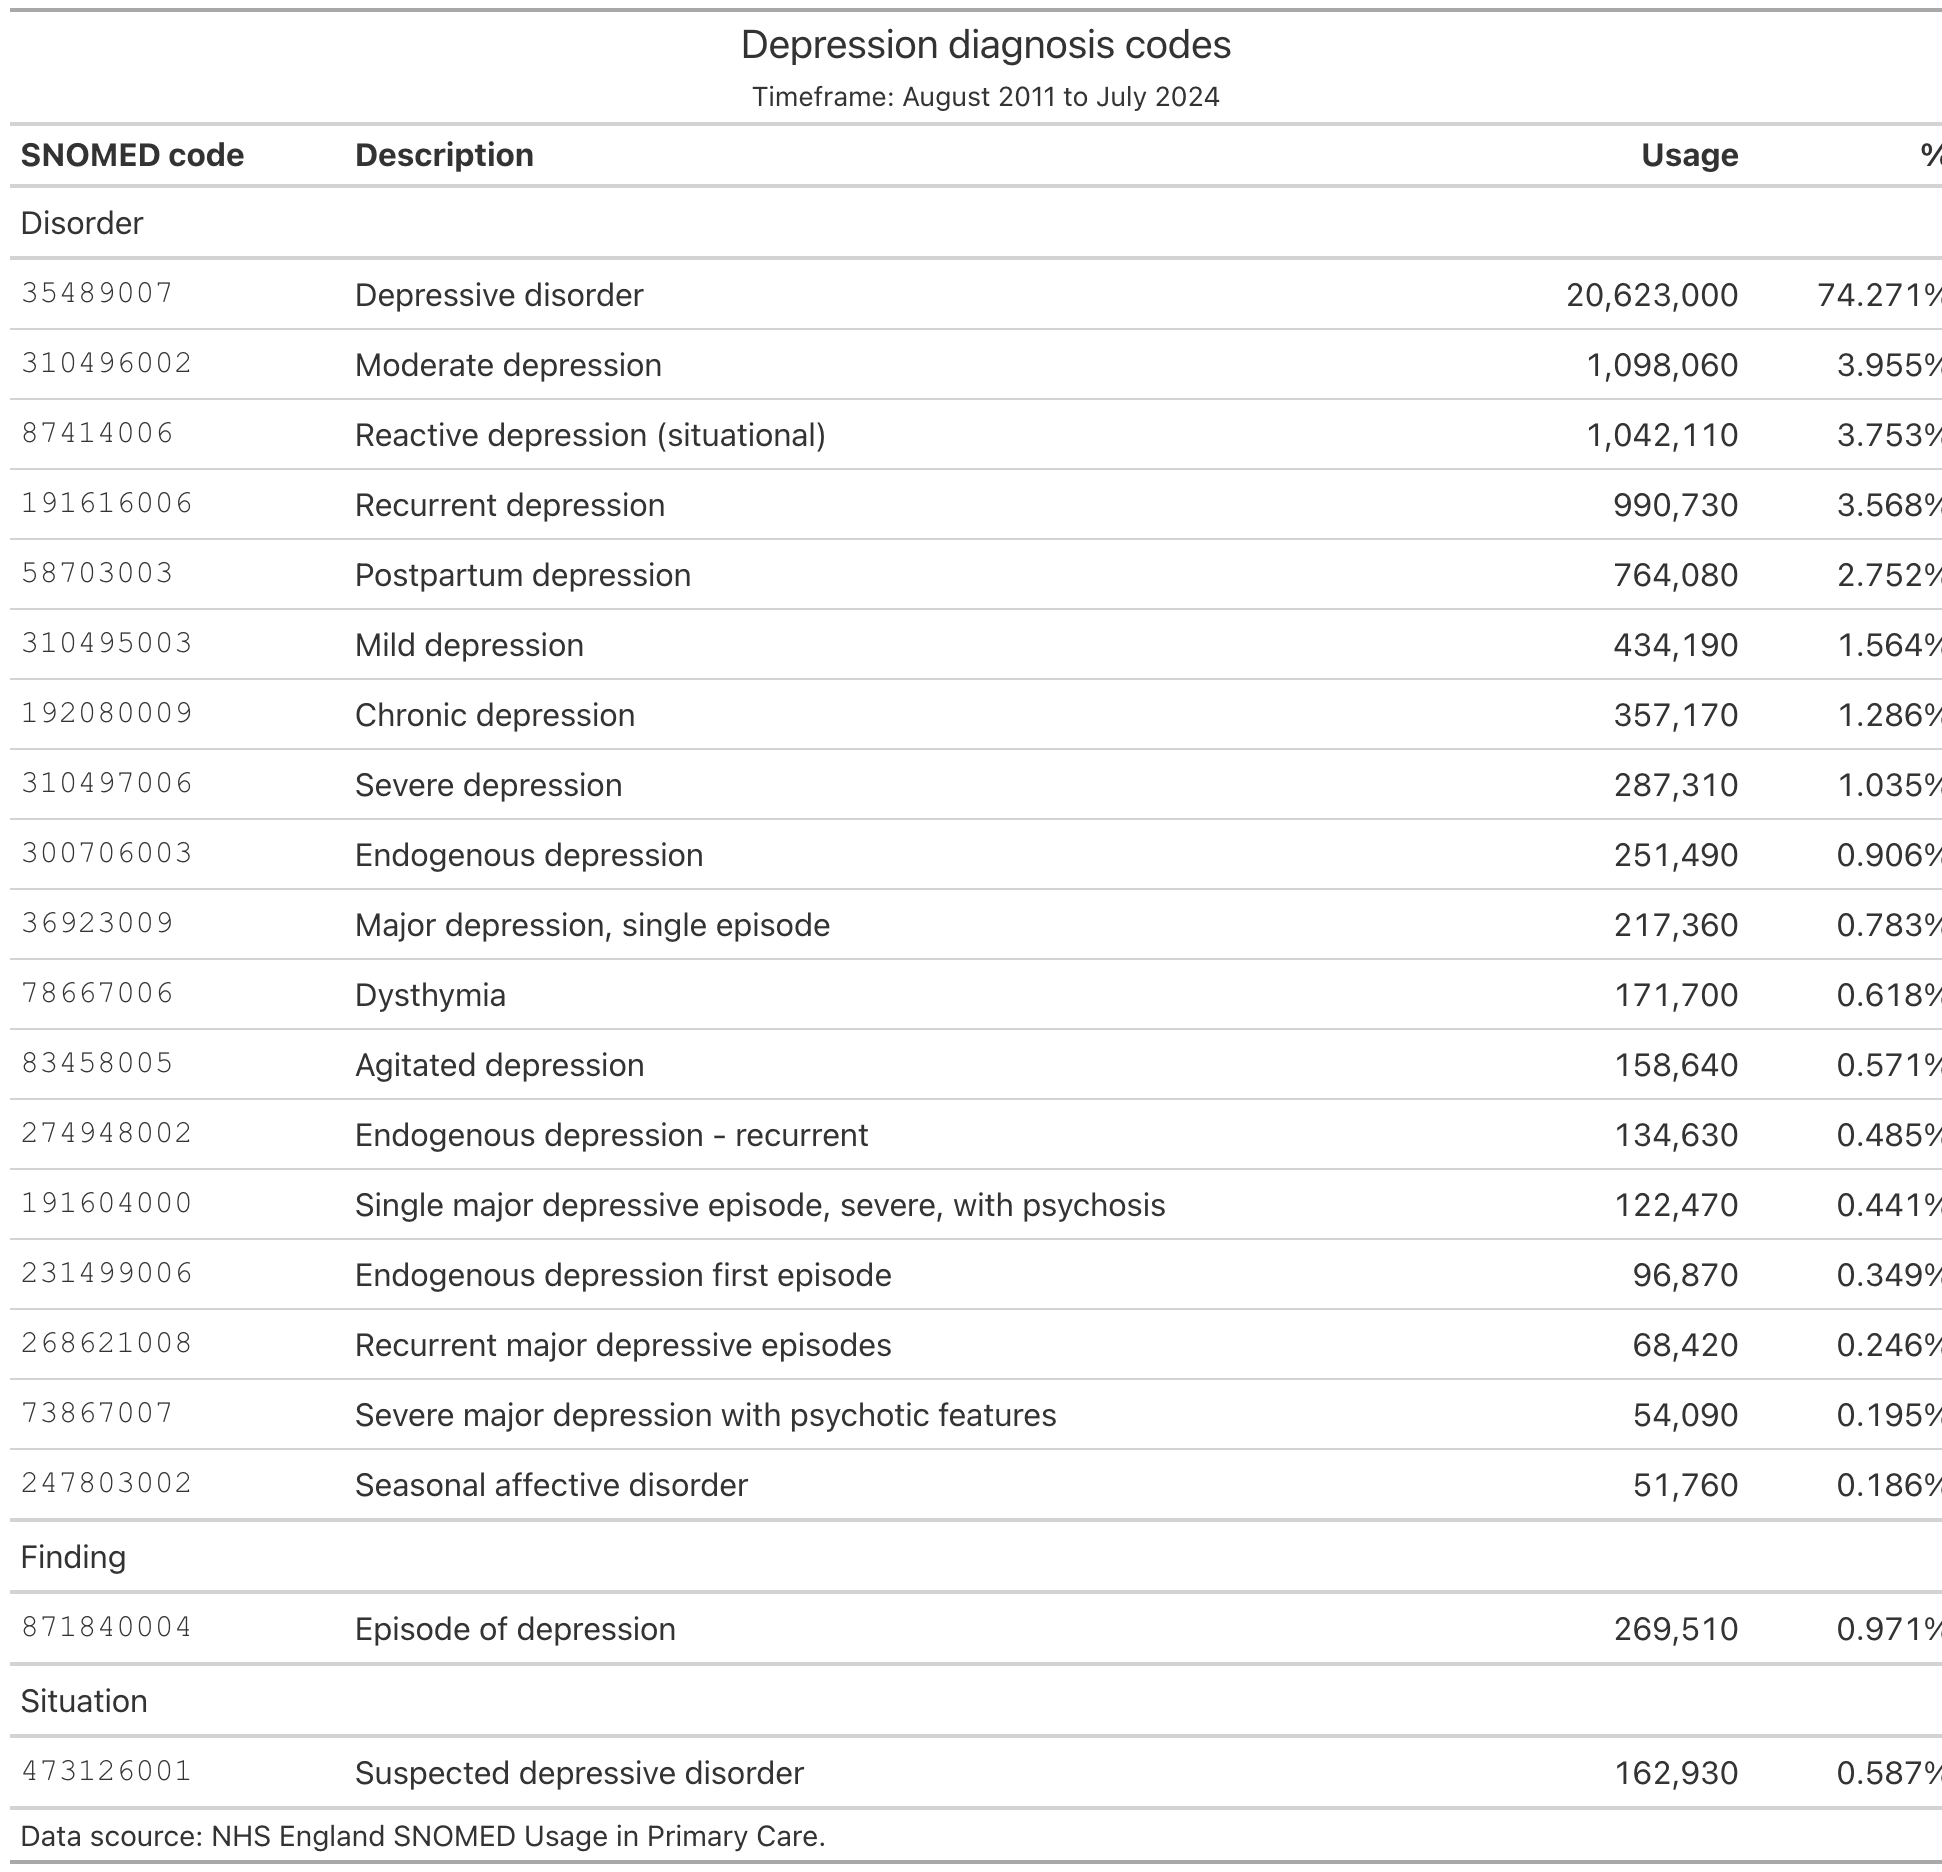 Depression diagnosis codes
Timeframe: August 2011 to July 2024
SNOMED code Description Usage %
Disorder
35489007 Depressive disorder 20,623,000 74.271%
310496002 Moderate depression 1,098,060 3.955%
87414006 Reactive depression (situational) 1,042,110 3.753%
191616006 Recurrent depression 990,730 3.568%
58703003 Postpartum depression 764,080 2.752%
310495003 Mild depression 434,190 1.564%
192080009 Chronic depression 357,170 1.286%
310497006 Severe depression 287,310 1.035%
300706003 Endogenous depression 251,490 0.906%
36923009 Major depression, single episode 217,360 0.783%
78667006 Dysthymia 171,700 0.618%
83458005 Agitated depression 158,640 0.571%
274948002 Endogenous depression - recurrent 134,630 0.485%
191604000 Single major depressive episode, severe, with psychosis 122,470 0.441%
231499006 Endogenous depression first episode 96,870 0.349%
268621008 Recurrent major depressive episodes 68,420 0.246%
73867007 Severe major depression with psychotic features 54,090 0.195%
247803002 Seasonal affective disorder 51,760 0.186%
Finding
871840004 Episode of depression 269,510 0.971%
Situation
473126001 Suspected depressive disorder 162,930 0.587%
Data scource: NHS England SNOMED Usage in Primary Care.